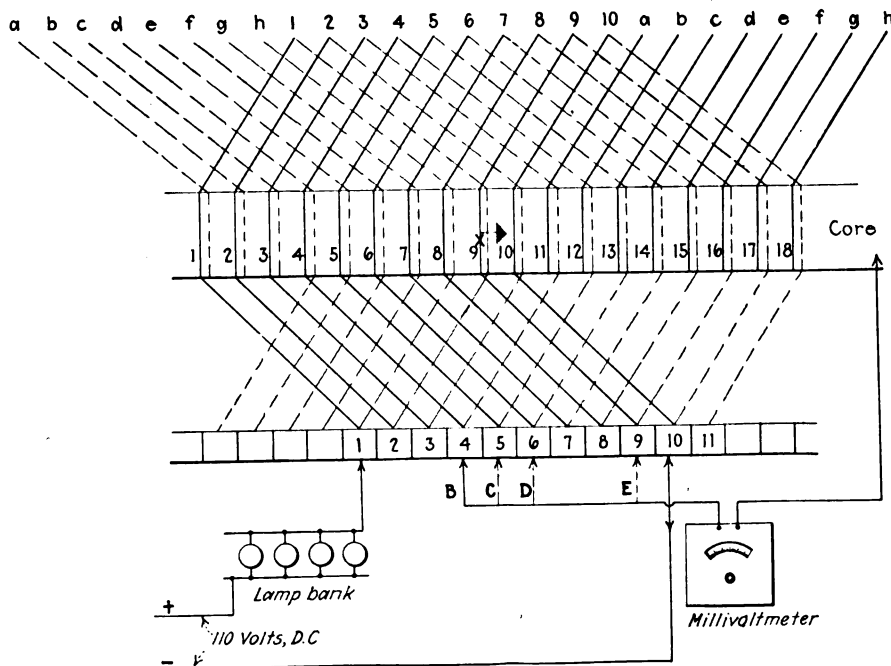 a b c d e f g h 1 2 3 4 5 6 7 8 9 10 a b c d e f g h
Core
1 2 3 4 5 6 7 8 9 X 10 11 12 13 14 15 16 17 18
1 2 3 4 5 6 7 8 9 10 11
B C D E
Lamp bank
Millivaltmeter
+
110 Volts, D.C
-